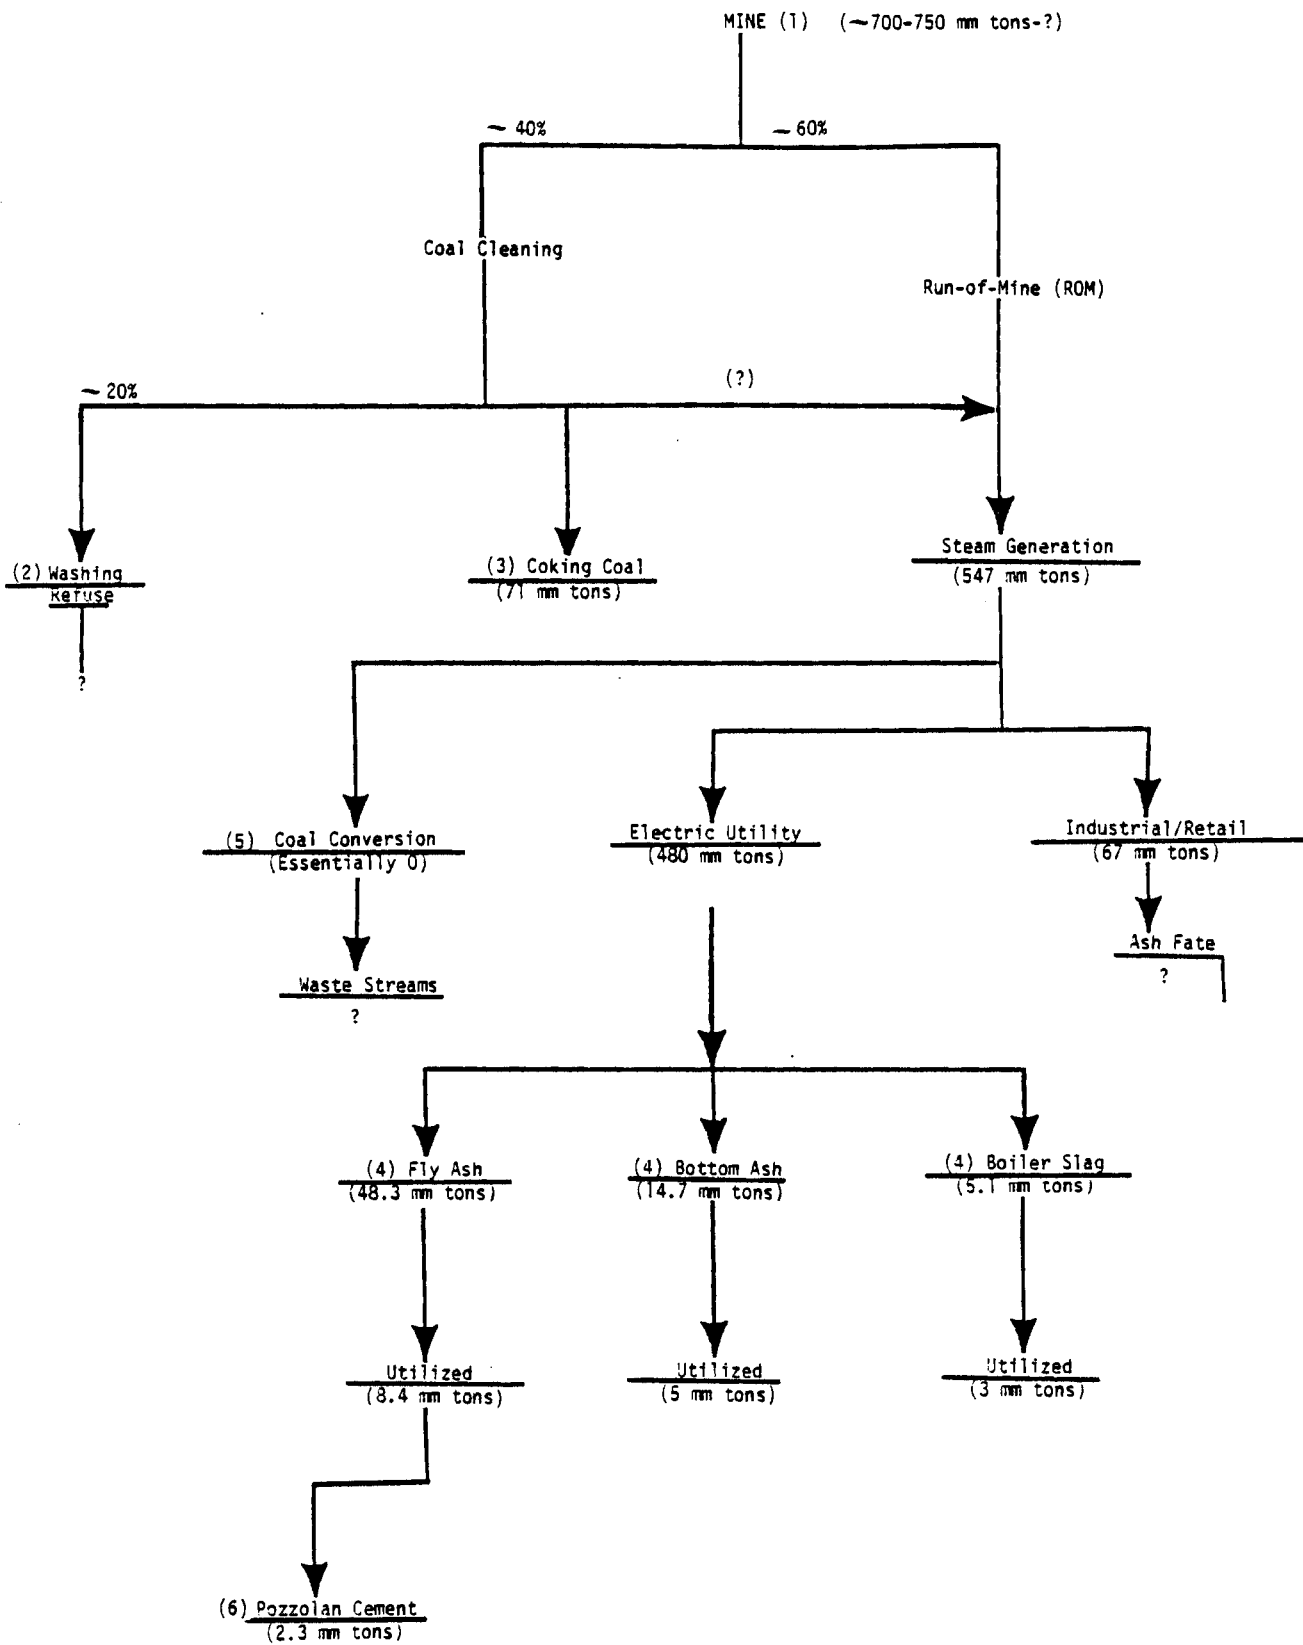 MINE (1) (~700-750 mm tons-?)
~ 40%
~ 60%
Coal Cleaning
Run-of-Mine (ROM)
(?)
~ 20%
Steam Generation
(547 mm tons)
(2) Washing
Refuse
?
(3) Coking Coal
(71 mm tons)
(5) Coal Conversion
(Essentially 0)
Electric Utility
(480 mm tons)
Industrial/Retail
(67 mm tons)
Ash Fate
?
Waste Streams
?
(4) Fly Ash
(48.3 mm tons)
(4) Bottom Ash
(14.7 mm tons)
(4) Boiler Slag
(5.1 mm tons)
Utilized
(8.4 mm tons)
Utilized
(5 mm tons)
Utilized
(3 mm tons)
(6) Pozzolan Cement
(2.3 mm tons)